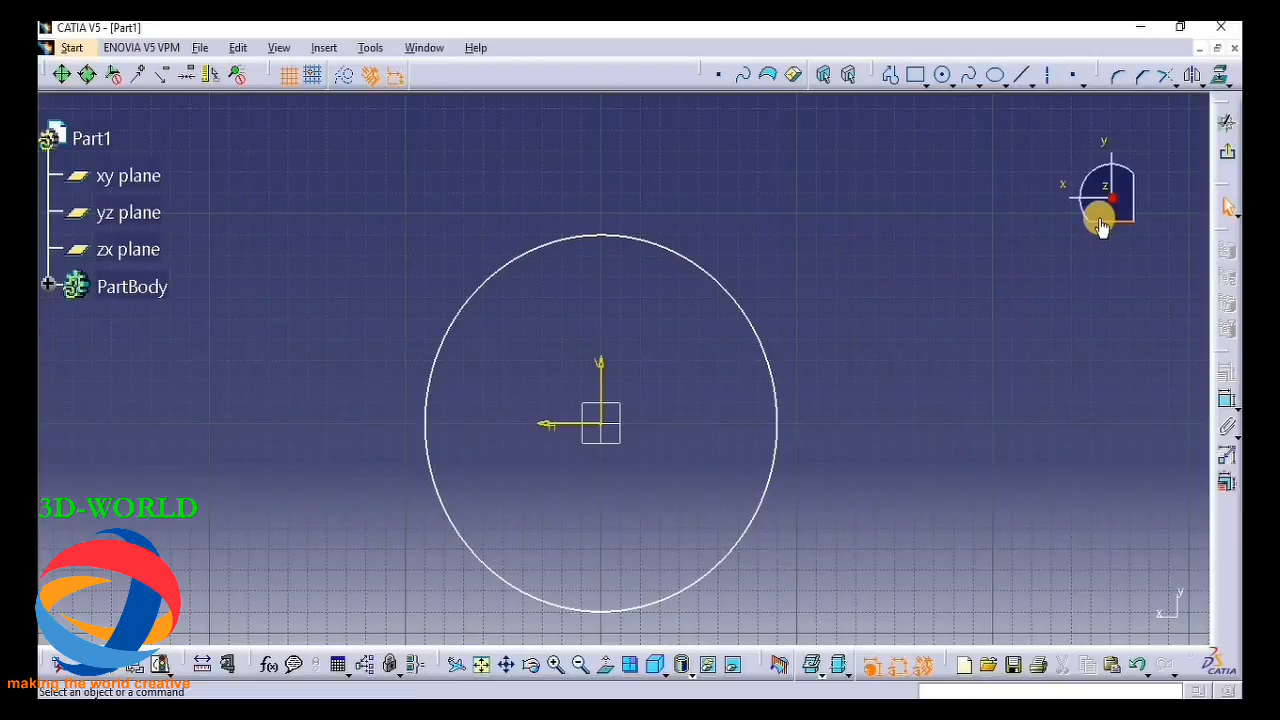 CATIA V5 - [Part1]
Start ENOVIA V5 VPM File Edit View Insert Tools Window Help
Part1
xy plane
yz plane
zx plane
PartBody
y
x
z
V
H
3D-WORLD
y
x
f(x)
CATIA
making the world creative
Select an object or a command